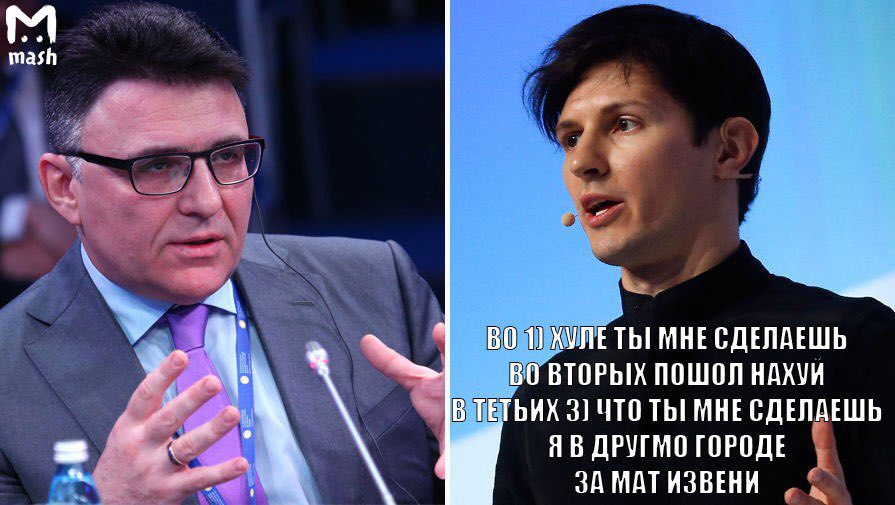 mash
ВО 1) ХУЛЕ ТЫ МНЕ СДЕЛАЕШЬ
ВО ВТОРЫХ ПОШОЛ НАХУЙ
В ТЕТЬИХ 3) ЧТО ТЫ МНЕ СДЕЛАЕШЬ
Я В ДРУГМО ГОРОДЕ
ЗА МАТ ИЗВЕНИ